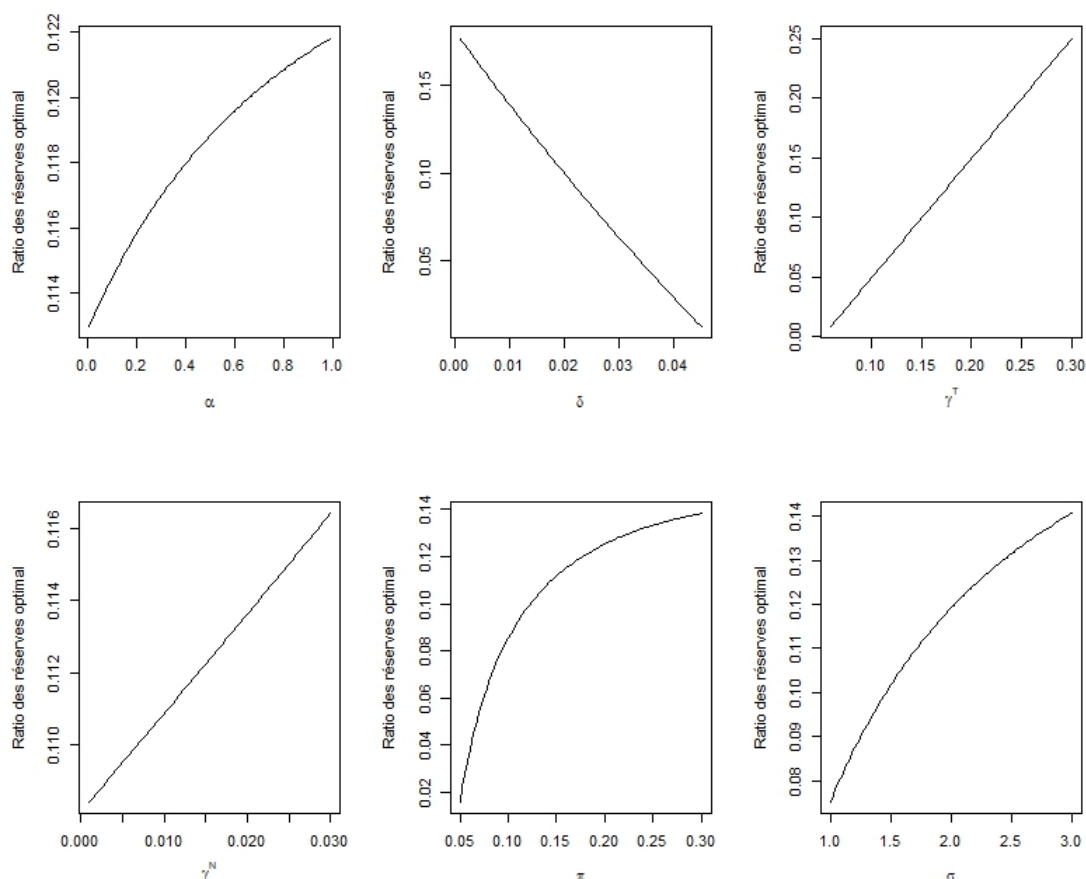 Ratio des réserves optimal
0.114 0.116 0.118 0.120 0.122
0.0 0.2 0.4 0.6 0.8 1.0
α
Ratio des réserves optimal
0.05 0.10 0.15
0.00 0.01 0.02 0.03 0.04
δ
Ratio des réserves optimal
0.00 0.05 0.10 0.15 0.20 0.25
0.10 0.15 0.20 0.25 0.30
γᵀ
Ratio des réserves optimal
0.110 0.112 0.114 0.116
0.000 0.010 0.020 0.030
γᴺ
Ratio des réserves optimal
0.02 0.04 0.06 0.08 0.10 0.12 0.14
0.05 0.10 0.15 0.20 0.25 0.30
π
Ratio des réserves optimal
0.08 0.09 0.10 0.11 0.12 0.13 0.14
1.0 1.5 2.0 2.5 3.0
σ